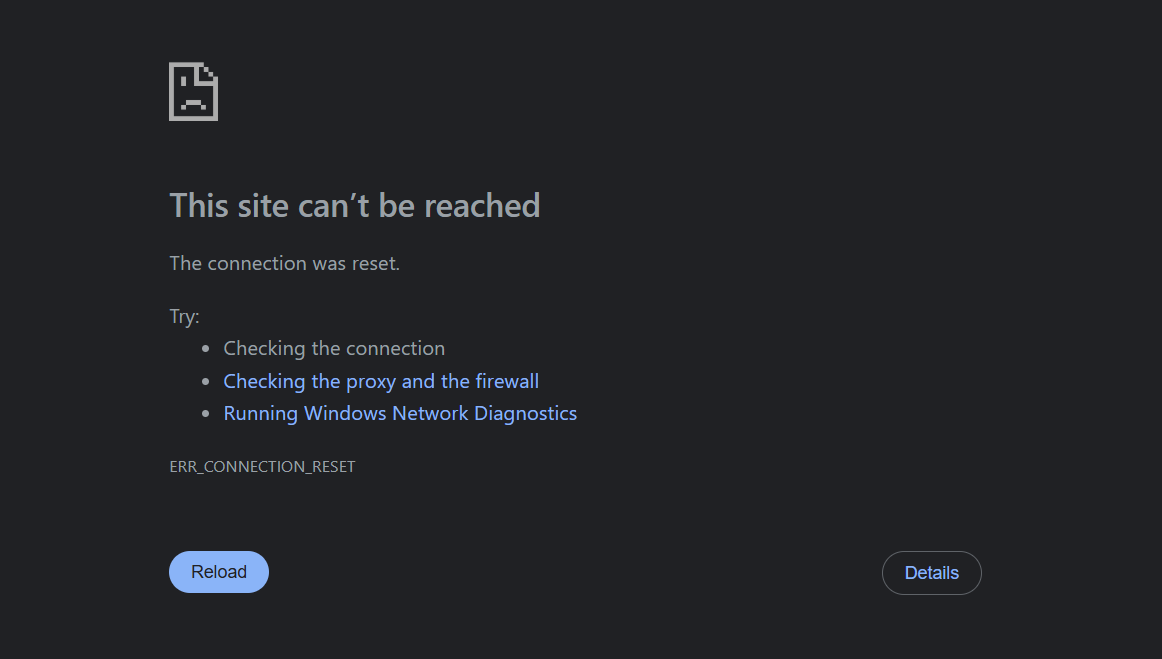 This site can’t be reached
The connection was reset.
Try:
Checking the connection
Checking the proxy and the firewall
Running Windows Network Diagnostics
ERR_CONNECTION_RESET
Reload
Details